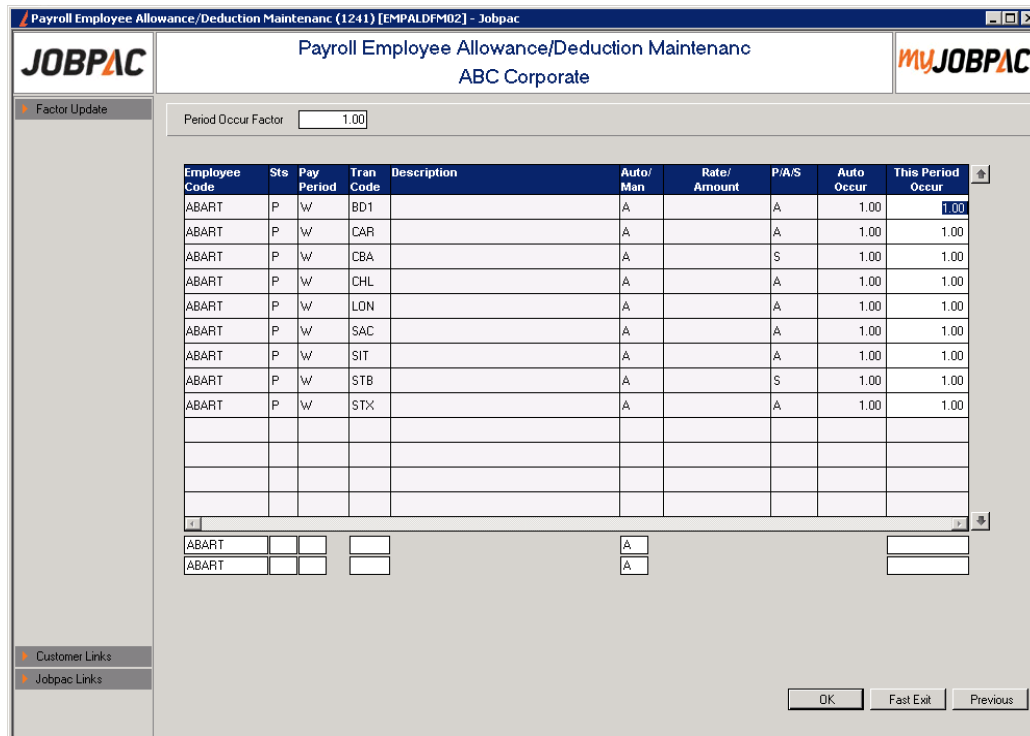 Payroll Employee Allowance/Deduction Maintenanc (1241) [EMPALDFM02] - Jobpac
JOBPAC
Payroll Employee Allowance/Deduction Maintenanc
ABC Corporate
myJOBPAC
Factor Update
Period Occur Factor 1.00
Employee Code Sts Pay Period Tran Code Description Auto/Man Rate/Amount P/A/S Auto Occur This Period Occur
ABART P W BD1 A A 1.00 1.00
ABART P W CAR A A 1.00 1.00
ABART P W CBA A S 1.00 1.00
ABART P W CHL A A 1.00 1.00
ABART P W LON A A 1.00 1.00
ABART P W SAC A A 1.00 1.00
ABART P W SIT A A 1.00 1.00
ABART P W STB A S 1.00 1.00
ABART P W STX A A 1.00 1.00
ABART A
ABART A
Customer Links
Jobpac Links
OK Fast Exit Previous